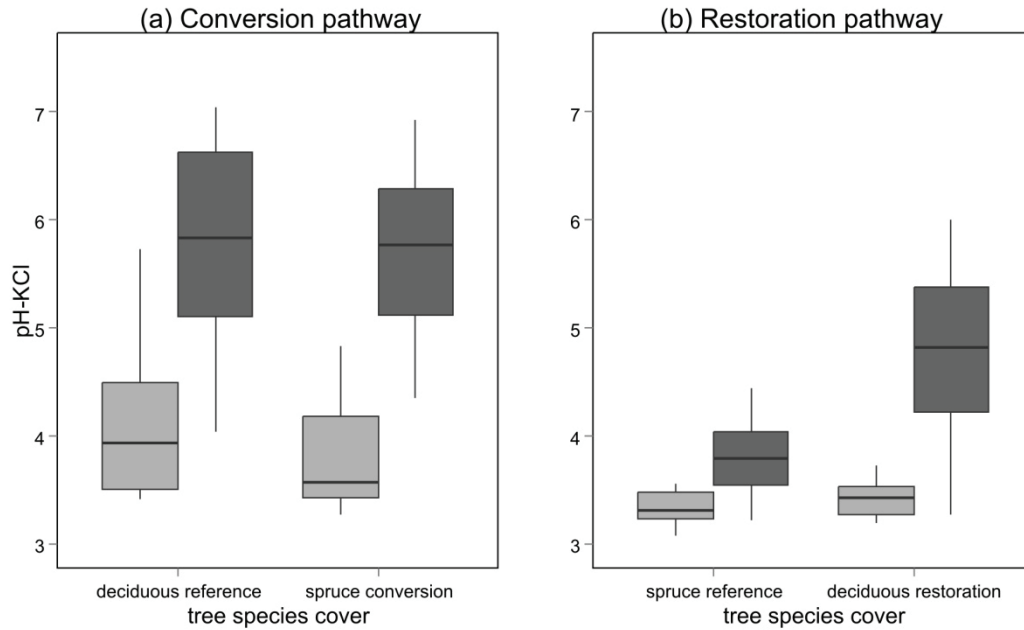 (a) Conversion pathway
(b) Restoration pathway
pH-KCl
7
6
5
4
3
deciduous reference
spruce conversion
tree species cover
7
6
5
4
3
spruce reference
deciduous restoration
tree species cover